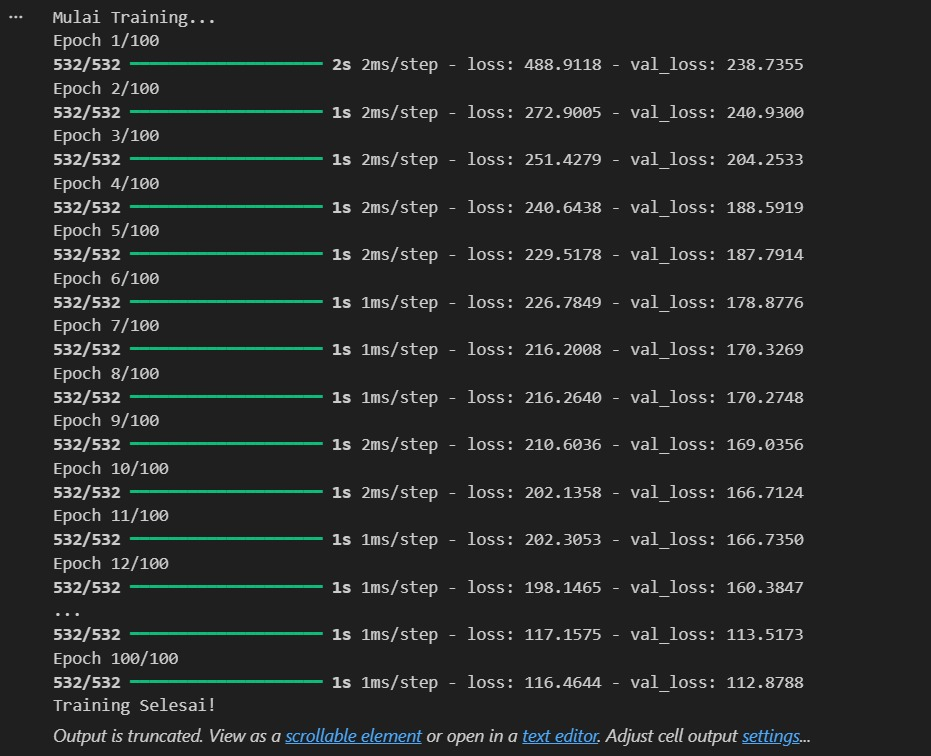 ...
Mulai Training...
Epoch 1/100
532/532 2s 2ms/step - loss: 488.9118 - val_loss: 238.7355
Epoch 2/100
532/532 1s 2ms/step - loss: 272.9005 - val_loss: 240.9300
Epoch 3/100
532/532 1s 2ms/step - loss: 251.4279 - val_loss: 204.2533
Epoch 4/100
532/532 1s 2ms/step - loss: 240.6438 - val_loss: 188.5919
Epoch 5/100
532/532 1s 2ms/step - loss: 229.5178 - val_loss: 187.7914
Epoch 6/100
532/532 1s 1ms/step - loss: 226.7849 - val_loss: 178.8776
Epoch 7/100
532/532 1s 1ms/step - loss: 216.2008 - val_loss: 170.3269
Epoch 8/100
532/532 1s 1ms/step - loss: 216.2640 - val_loss: 170.2748
Epoch 9/100
532/532 1s 2ms/step - loss: 210.6036 - val_loss: 169.0356
Epoch 10/100
532/532 1s 2ms/step - loss: 202.1358 - val_loss: 166.7124
Epoch 11/100
532/532 1s 1ms/step - loss: 202.3053 - val_loss: 166.7350
Epoch 12/100
532/532 1s 1ms/step - loss: 198.1465 - val_loss: 160.3847
...
532/532 1s 1ms/step - loss: 117.1575 - val_loss: 113.5173
Epoch 100/100
532/532 1s 1ms/step - loss: 116.4644 - val_loss: 112.8788
Training Selesai!
Output is truncated. View as a scrollable element or open in a text editor. Adjust cell output settings...